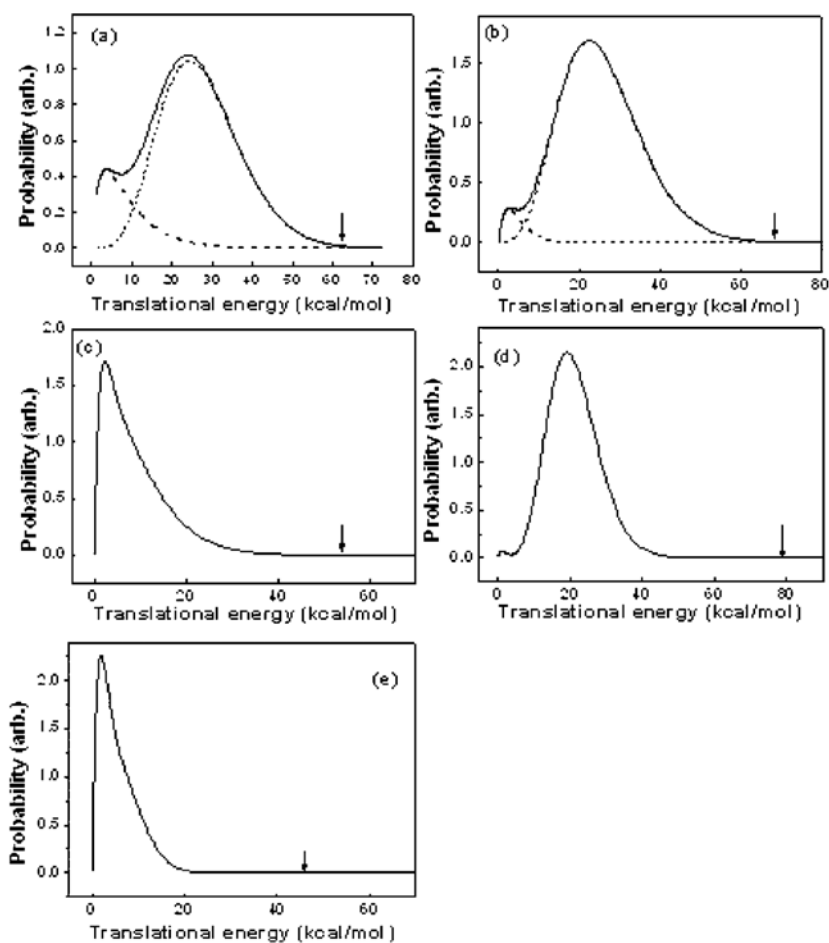 (a)
Probability (arb.)
1.2
1.0
0.8
0.6
0.4
0.2
0.0
0 10 20 30 40 50 60 70 80
Translational energy (kcal/mol)
(b)
Probability (arb.)
1.5
1.0
0.5
0.0
0 20 40 60 80
Translational energy (kcal/mol)
(c)
Probability (arb.)
2.0
1.5
1.0
0.5
0.0
0 20 40 60
Translational energy (kcal/mol)
(d)
Probability (arb.)
2.0
1.5
1.0
0.5
0.0
0 20 40 60 80
Translational energy (kcal/mol)
(e)
Probability (arb.)
2.0
1.5
1.0
0.5
0.0
0 20 40 60
Translational energy (kcal/mol)